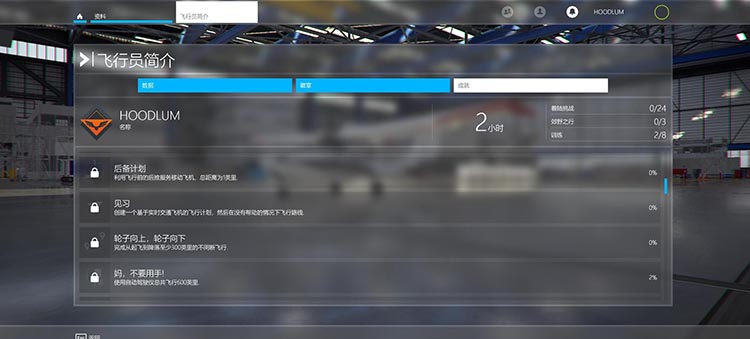 资料
飞行员简介
HOODLUM
飞行员简介
数据
徽章
成就
HOODLUM
名称
2小时
着陆挑战 0/24
郊野之行 0/3
训练 2/8
后备计划
利用飞行前的后推服务移动飞机，总距离为1英里. 0%
见习
创建一个基于实时交通飞机的飞行计划，然后在没有帮助的情况下飞行路线. 0%
轮子向上，轮子向下
完成从起飞到降落至少300英里的不间断飞行. 0%
妈，不要用手!
使用自动驾驶仪总共飞行600英里. 2%